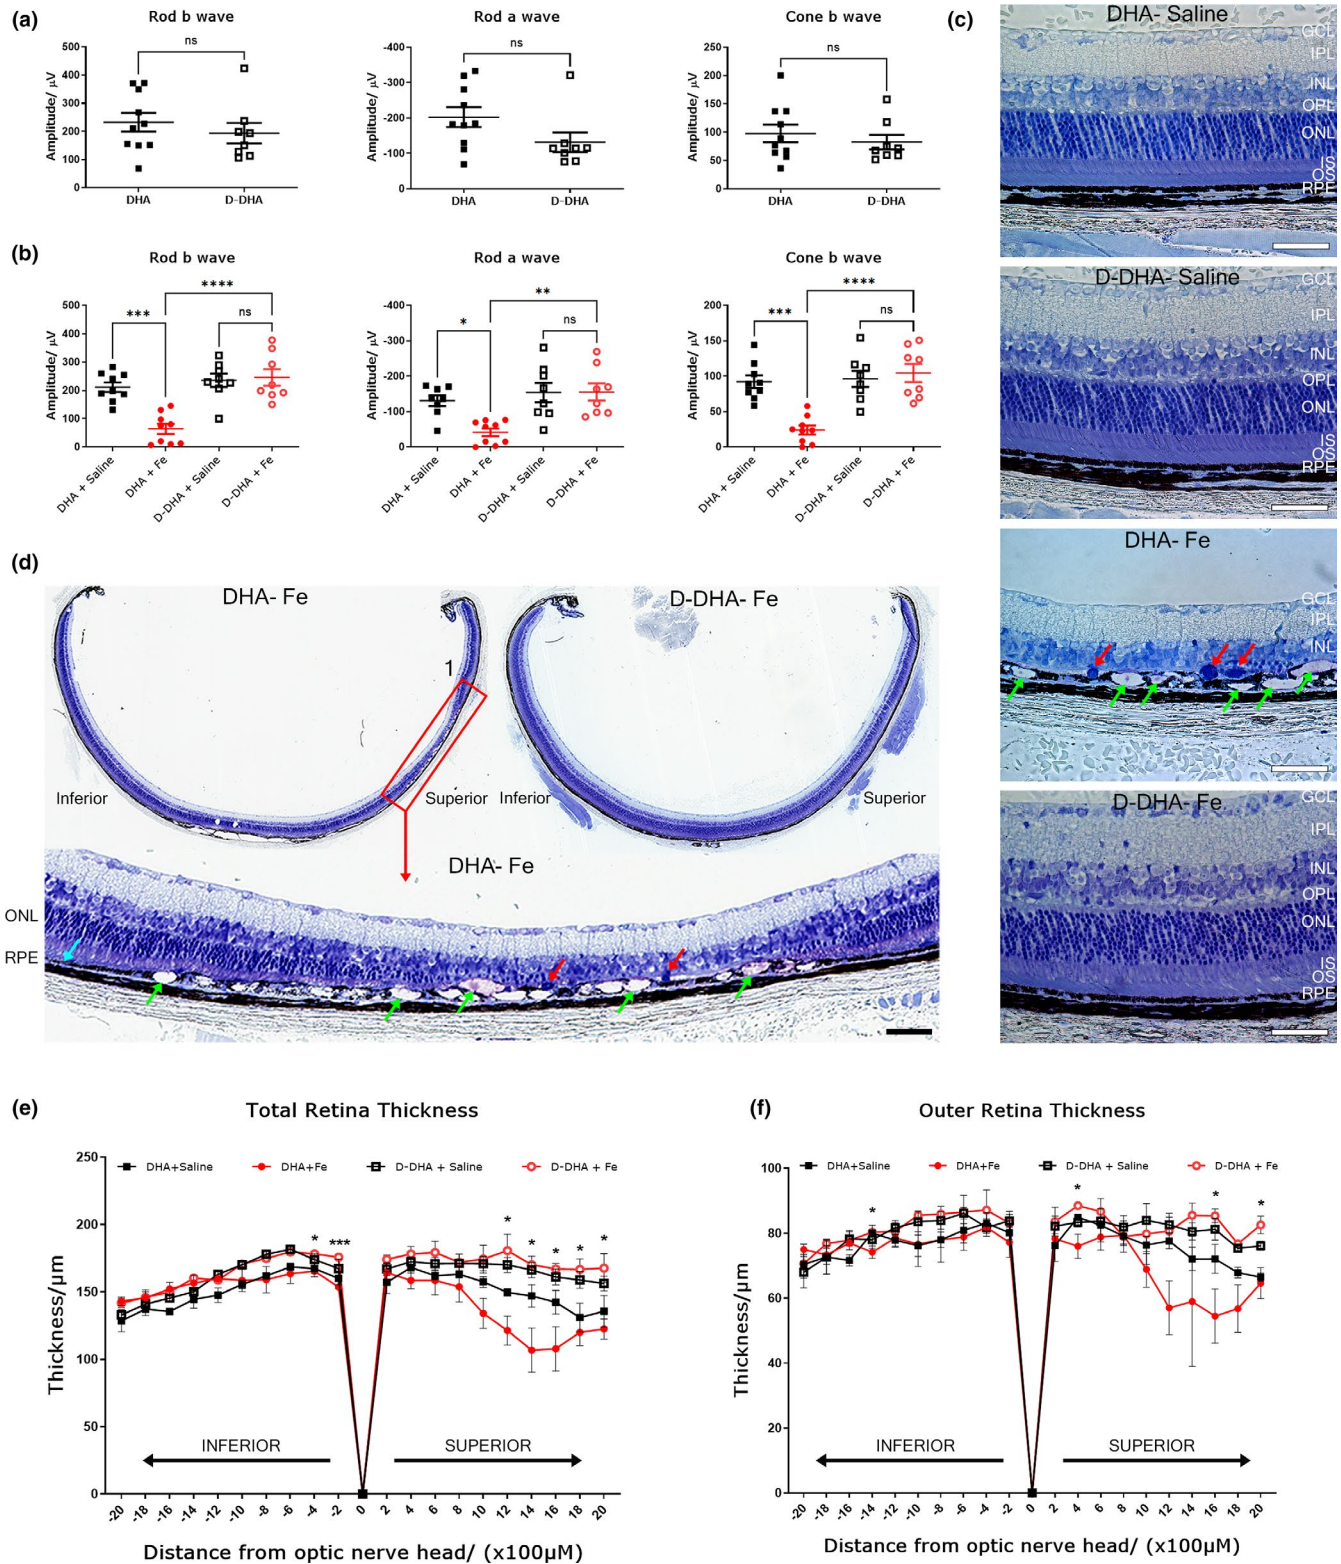 (a)
Rod b wave
Rod a wave
Cone b wave
ns
ns
ns
Amplitude/ μV
500
400
300
200
100
0
DHA
D-DHA
Amplitude/ μV
-400
-300
-200
-100
0
DHA
D-DHA
Amplitude/ μV
250
200
150
100
50
0
DHA
D-DHA
(b)
Rod b wave
Rod a wave
Cone b wave
Amplitude/ μV
500
400
300
200
100
0
***
****
ns
DHA + Saline
DHA + Fe
D-DHA + Saline
D-DHA + Fe
Amplitude/ μV
-400
-300
-200
-100
0
*
**
ns
DHA + Saline
DHA + Fe
D-DHA + Saline
D-DHA + Fe
Amplitude/ μV
200
150
100
50
0
***
****
ns
DHA + Saline
DHA + Fe
D-DHA + Saline
D-DHA + Fe
(c)
DHA- Saline
GCL
IPL
INL
OPL
ONL
IS
OS
RPE
D-DHA- Saline
GCL
IPL
INL
OPL
ONL
IS
OS
RPE
DHA- Fe
GCL
IPL
INL
D-DHA- Fe
GCL
IPL
INL
OPL
ONL
IS
OS
RPE
(d)
DHA- Fe
D-DHA- Fe
1
Inferior
Superior
Inferior
Superior
DHA- Fe
ONL
RPE
(e)
Total Retina Thickness
DHA+Saline
DHA+Fe
D-DHA + Saline
D-DHA + Fe
Thickness/μm
250
200
150
100
50
0
*
***
*
*
*
*
*
INFERIOR
SUPERIOR
-20 -18 -16 -14 -12 -10 -8 -6 -4 -2 0 2 4 6 8 10 12 14 16 18 20
Distance from optic nerve head/ (x100μM)
(f)
Outer Retina Thickness
DHA+Saline
DHA+Fe
D-DHA + Saline
D-DHA + Fe
Thickness/μm
100
80
60
40
20
0
*
*
*
*
INFERIOR
SUPERIOR
-20 -18 -16 -14 -12 -10 -8 -6 -4 -2 0 2 4 6 8 10 12 14 16 18 20
Distance from optic nerve head/ (x100μM)